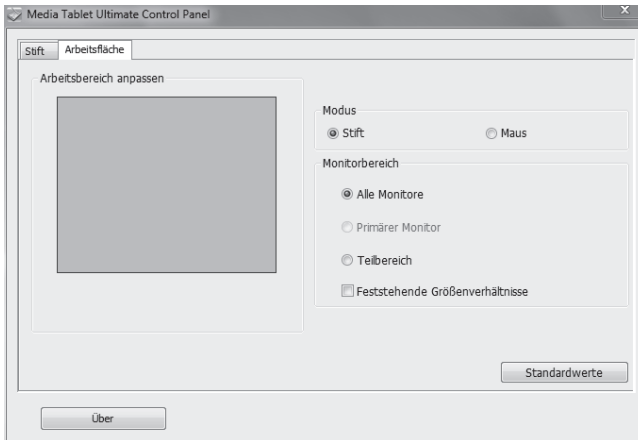 Media Tablet Ultimate Control Panel
X
Stift
Arbeitsfläche
Arbeitsbereich anpassen
Modus
Stift
Maus
Monitorbereich
Alle Monitore
Primärer Monitor
Teilbereich
Feststehende Größenverhältnisse
Standardwerte
Über